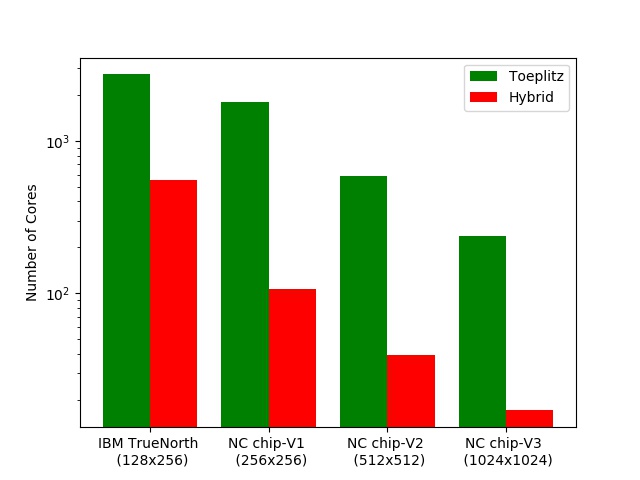 Toeplitz
Hybrid
10³
10²
Number of Cores
IBM TrueNorth
(128x256)
NC chip-V1
(256x256)
NC chip-V2
(512x512)
NC chip-V3
(1024x1024)